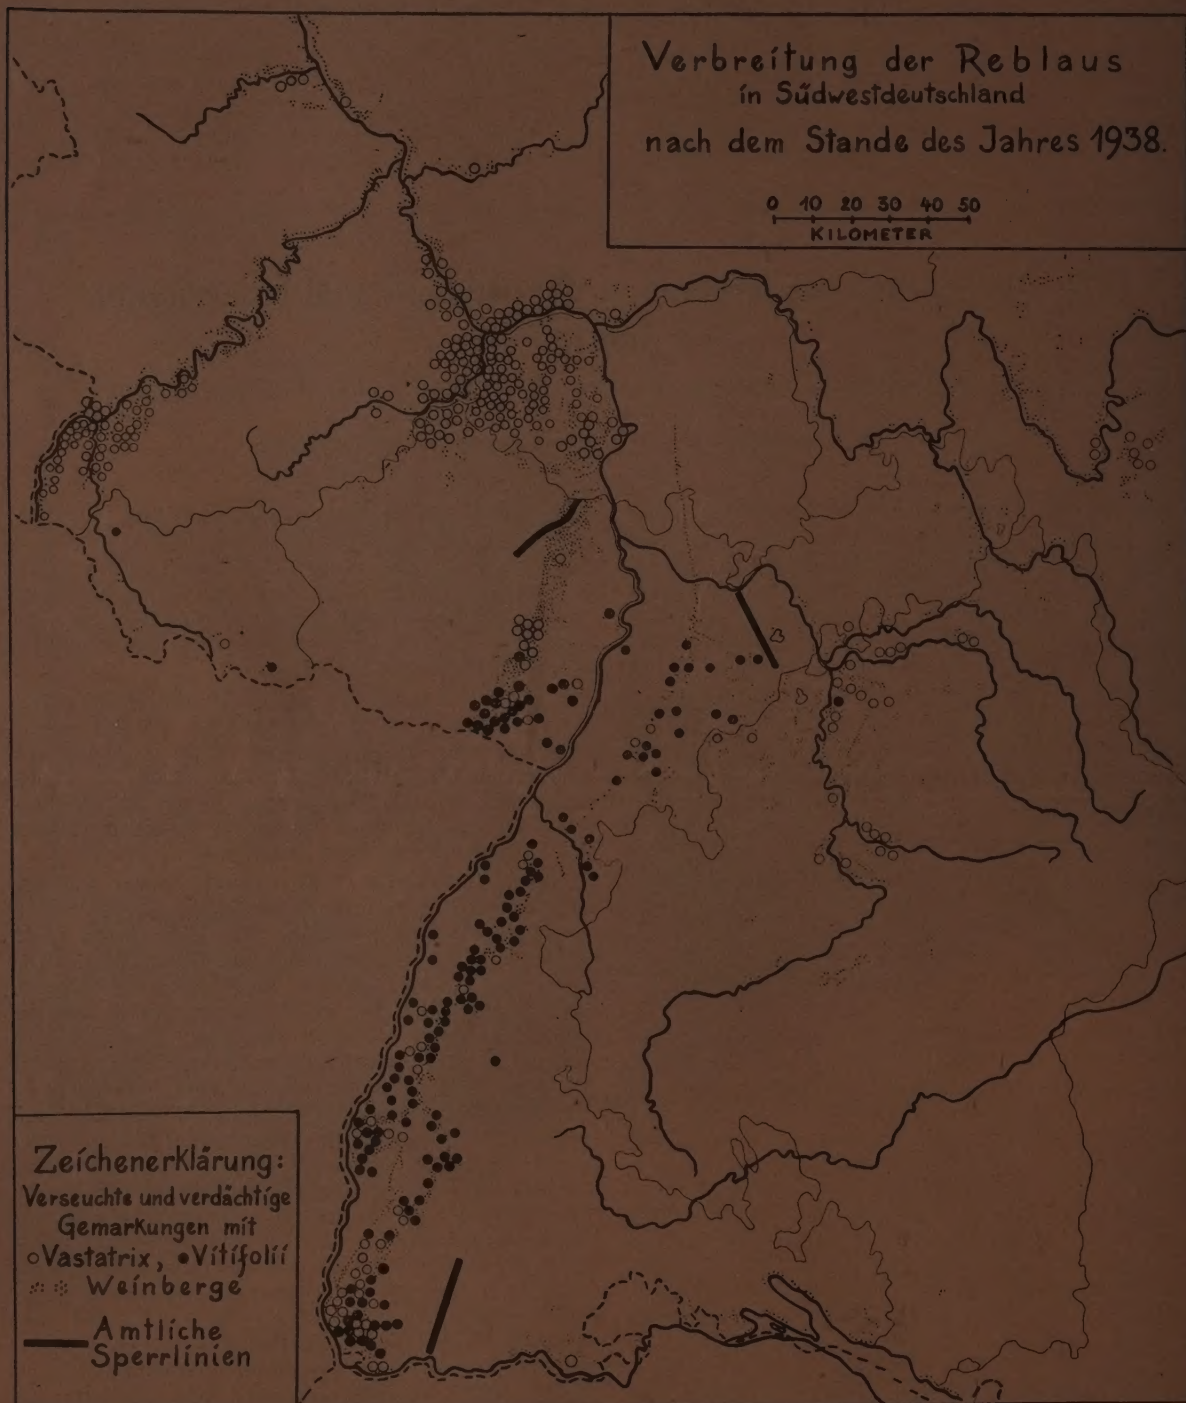 Verbreitung der Reblaus
in Südwestdeutschland
nach dem Stande des Jahres 1938.
0 10 20 30 40 50
KILOMETER
Zeichenerklärung:
Verseuchte und verdächtige
Gemarkungen mit
○Vastatrix, ●Vitifolii
Weinberge
Amtliche
Sperrlinien